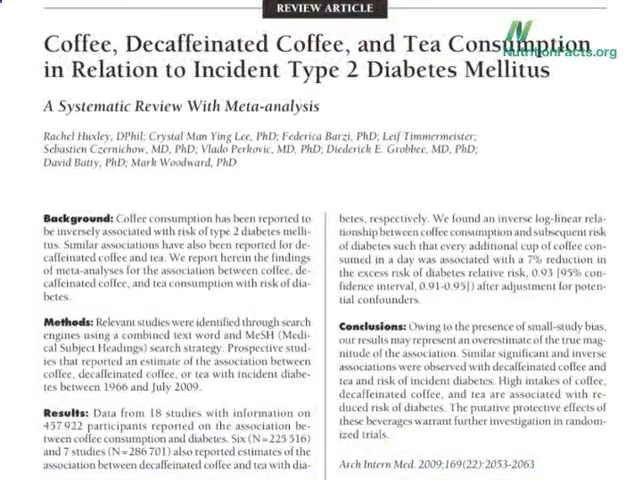 REVIEW ARTICLE
Coffee, Decaffeinated Coffee, and Tea Consumption
NutritionFacts.org
in Relation to Incident Type 2 Diabetes Mellitus
A Systematic Review With Meta-analysis
Rachel Huxley, DPhil; Crystal Man Ying Lee, PhD; Federica Barzi, PhD; Leif Timmermeister;
Sebastien Czernichow, MD, PhD; Vlado Perkovic, MD, PhD; Diederick E. Grobbee, MD, PhD;
David Batty, PhD; Mark Woodward, PhD
Background: Coffee consumption has been reported to
be inversely associated with risk of type 2 diabetes melli-
tus. Similar associations have also been reported for de-
caffeinated coffee and tea. We report herein the findings
of meta-analyses for the association between coffee, de-
caffeinated coffee, and tea consumption with risk of dia-
betes.
Methods: Relevant studies were identified through search
engines using a combined text word and MeSH (Medi-
cal Subject Headings) search strategy. Prospective stud-
ies that reported an estimate of the association between
coffee, decaffeinated coffee, or tea with incident diabe-
tes between 1966 and July 2009.
Results: Data from 18 studies with information on
457 922 participants reported on the association be-
tween coffee consumption and diabetes. Six (N=225 516)
and 7 studies (N=286 701) also reported estimates of the
association between decaffeinated coffee and tea with dia-
betes, respectively. We found an inverse log-linear rela-
tionship between coffee consumption and subsequent risk
of diabetes such that every additional cup of coffee con-
sumed in a day was associated with a 7% reduction in
the excess risk of diabetes relative risk, 0.93 [95% con-
fidence interval, 0.91-0.95]) after adjustment for poten-
tial confounders.
Conclusions: Owing to the presence of small-study bias,
our results may represent an overestimate of the true mag-
nitude of the association. Similar significant and inverse
associations were observed with decaffeinated coffee and
tea and risk of incident diabetes. High intakes of coffee,
decaffeinated coffee, and tea are associated with re-
duced risk of diabetes. The putative protective effects of
these beverages warrant further investigation in random-
ized trials.
Arch Intern Med. 2009;169(22):2053-2063